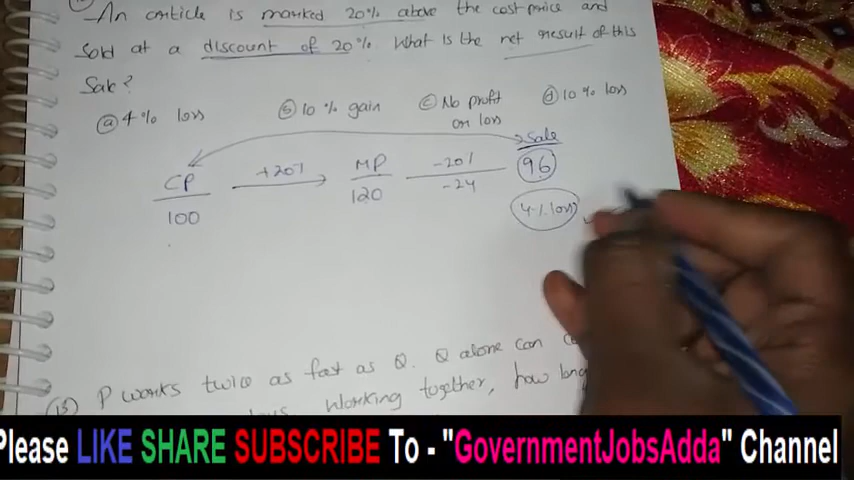 An article is marked 20% above the cost price and
Sold at a discount of 20%. What is the net result of this
Sale?
(a) 4% loss (b) 10% gain (c) No profit or loss (d) 10% loss
CP +20% MP -20% Sale
100 120 -24 96
4% loss
(15) P works twice as fast as Q. Q alone can
working together, how long
Please LIKE SHARE SUBSCRIBE To - "GovernmentJobsAdda" Channel